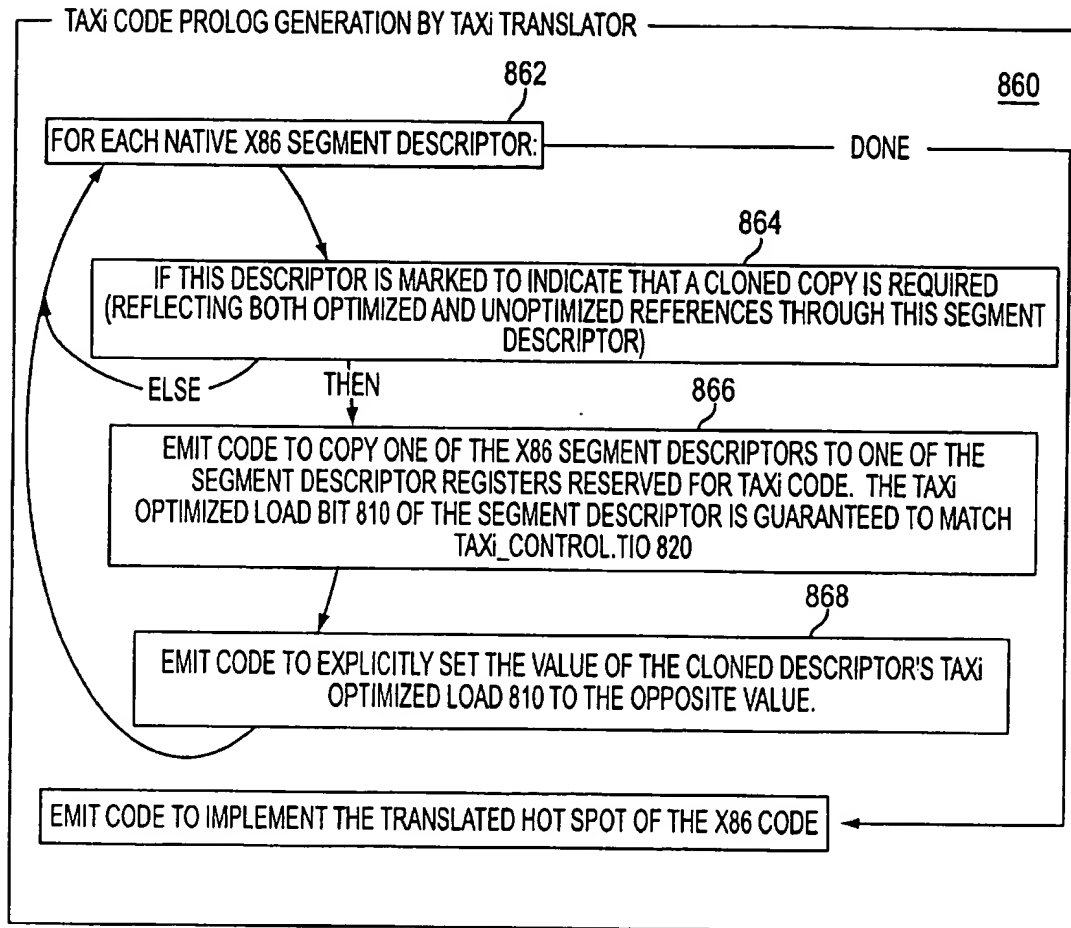 TAXi CODE PROLOG GENERATION BY TAXi TRANSLATOR
860
862
FOR EACH NATIVE X86 SEGMENT DESCRIPTOR:
DONE
864
IF THIS DESCRIPTOR IS MARKED TO INDICATE THAT A CLONED COPY IS REQUIRED
(REFLECTING BOTH OPTIMIZED AND UNOPTIMIZED REFERENCES THROUGH THIS SEGMENT
DESCRIPTOR)
ELSE
THEN
866
EMIT CODE TO COPY ONE OF THE X86 SEGMENT DESCRIPTORS TO ONE OF THE
SEGMENT DESCRIPTOR REGISTERS RESERVED FOR TAXi CODE. THE TAXi
OPTIMIZED LOAD BIT 810 OF THE SEGMENT DESCRIPTOR IS GUARANTEED TO MATCH
TAXi_CONTROL.TIO 820
868
EMIT CODE TO EXPLICITLY SET THE VALUE OF THE CLONED DESCRIPTOR'S TAXi
OPTIMIZED LOAD 810 TO THE OPPOSITE VALUE.
EMIT CODE TO IMPLEMENT THE TRANSLATED HOT SPOT OF THE X86 CODE